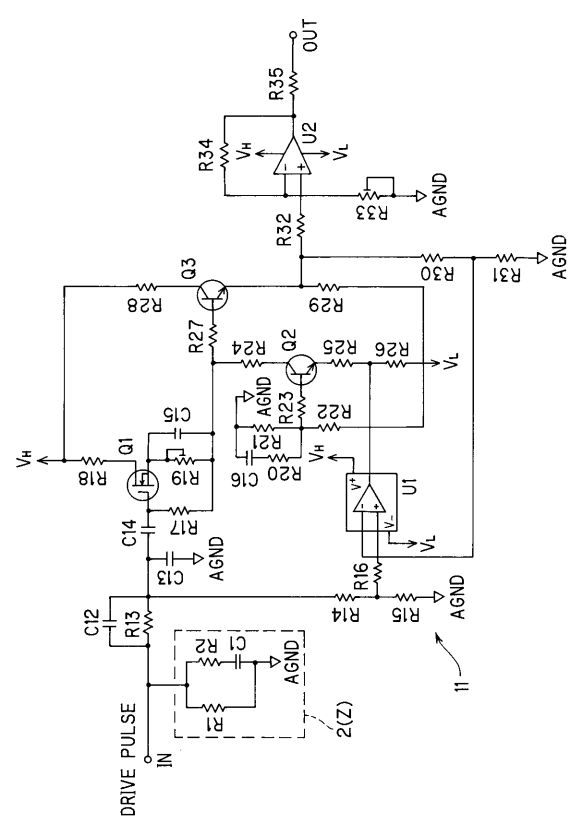 DRIVE PULSE
IN
R1
R2
C1
AGND
2(Z)
C12
R13
C13
AGND
C14
R17
R14
R15
AGND
R16
11
VH
R18
Q1
R19
C15
C16
R20
R21
AGND
R23
R22
VH
V+
V-
U1
VL
R27
R24
Q2
R25
R26
VL
R28
Q3
R29
R30
R31
AGND
R32
R33
AGND
R34
VH
-
+
U2
VL
R35
OUT
-
+